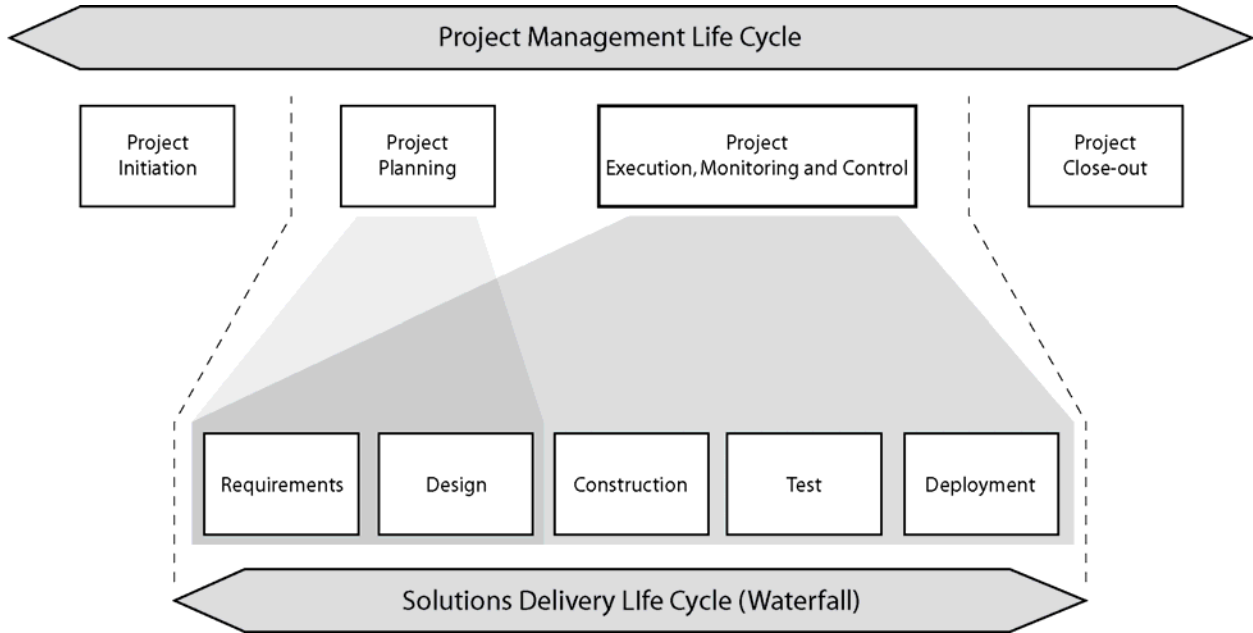 Project Management Life Cycle
Project
Initiation
Project
Planning
Project
Execution, Monitoring and Control
Project
Close-out
Requirements
Design
Construction
Test
Deployment
Solutions Delivery LIfe Cycle (Waterfall)